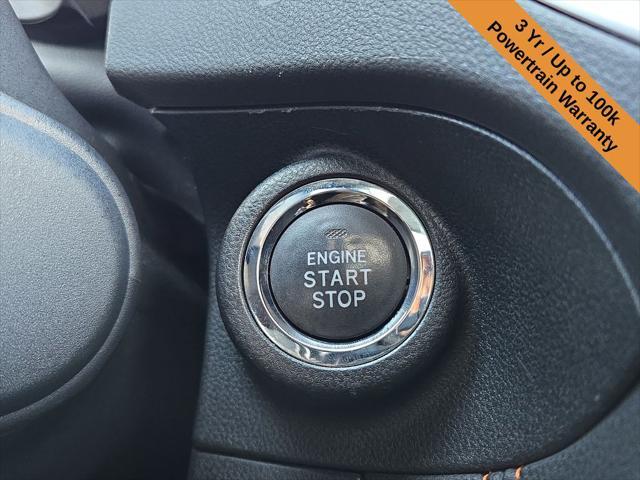 3 Yr / Up to 100k
Powertrain Warranty
ENGINE
START
STOP